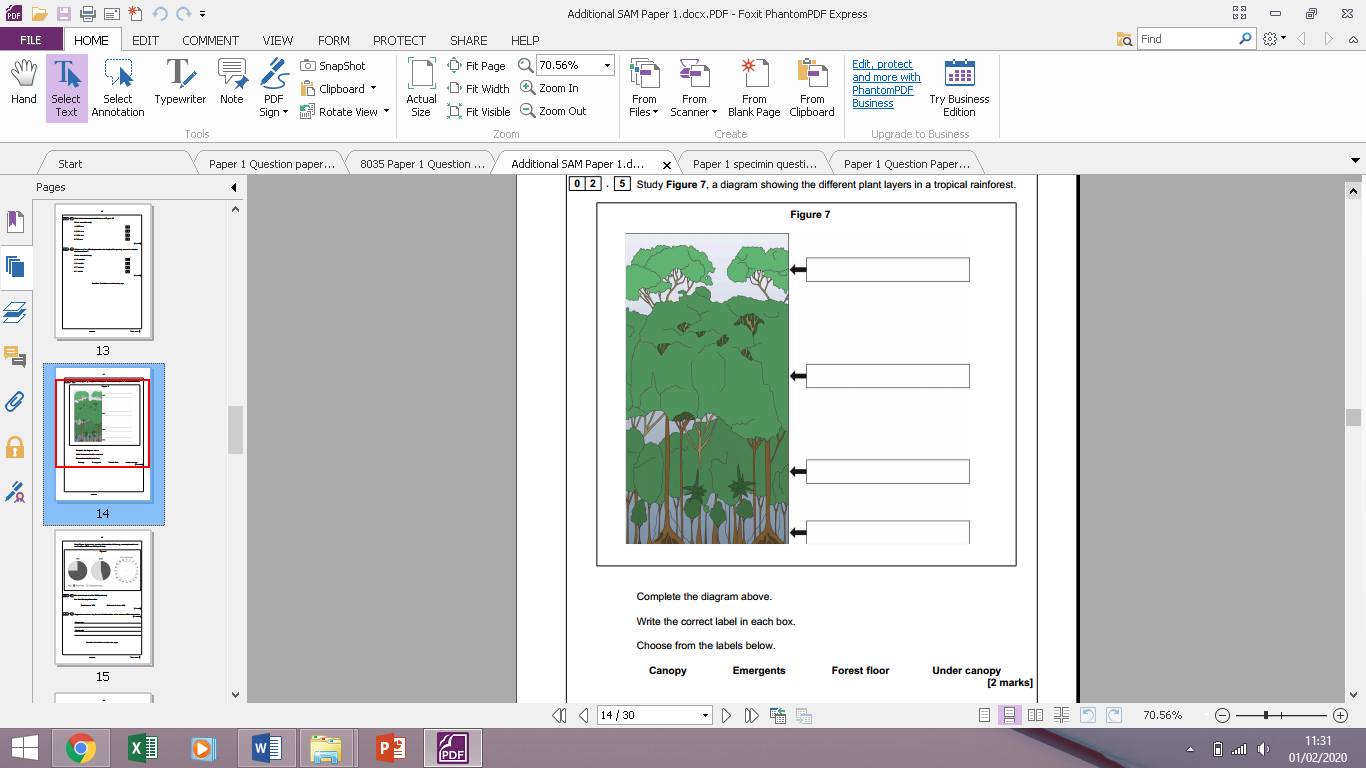 Additional SAM Paper 1.docx.PDF - Foxit PhantomPDF Express
FILE HOME EDIT COMMENT VIEW FORM PROTECT SHARE HELP
Find
Hand
Select Text
Select Annotation
Typewriter
Note
PDF Sign
SnapShot
Clipboard
Rotate View
Actual Size
Fit Page
Fit Width
Fit Visible
70.56%
Zoom In
Zoom Out
From Files
From Scanner
From Blank Page
From Clipboard
Edit, protect
and more with
PhantomPDF
Business
Try Business Edition
Tools Zoom Create Upgrade to Business
Start Paper 1 Question paper... 8035 Paper 1 Question ... Additional SAM Paper 1.d... Paper 1 specimin questi... Paper 1 Question Paper...
Pages
13
14
15
0 2 . 5 Study Figure 7, a diagram showing the different plant layers in a tropical rainforest.
Figure 7
Complete the diagram above.
Write the correct label in each box.
Choose from the labels below.
Canopy Emergents Forest floor Under canopy
[2 marks]
14 / 30
70.56%
PDF
11:31
01/02/2020